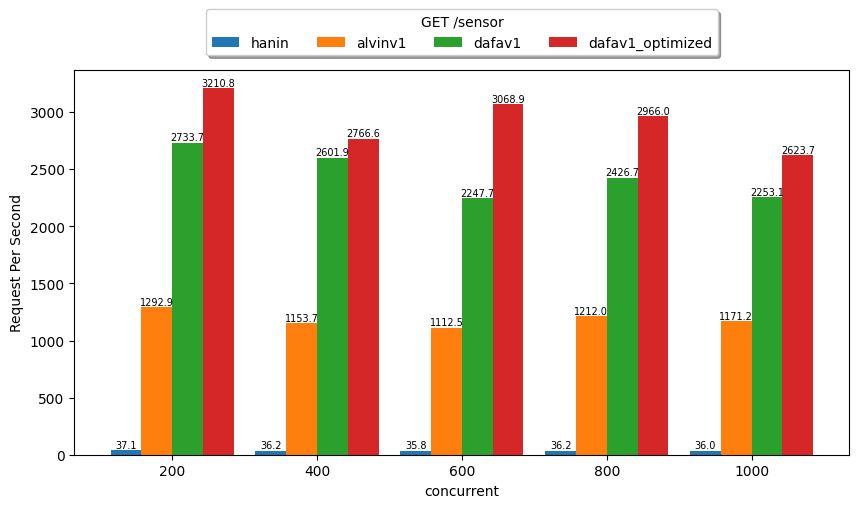 GET /sensor
hanin alvinv1 dafav1 dafav1_optimized
Request Per Second
3000
2500
2000
1500
1000
500
0
37.1 1292.9 2733.7 3210.8
36.2 1153.7 2601.9 2766.6
35.8 1112.5 2247.7 3068.9
36.2 1212.0 2426.7 2966.0
36.0 1171.2 2253.1 2623.7
200 400 600 800 1000
concurrent